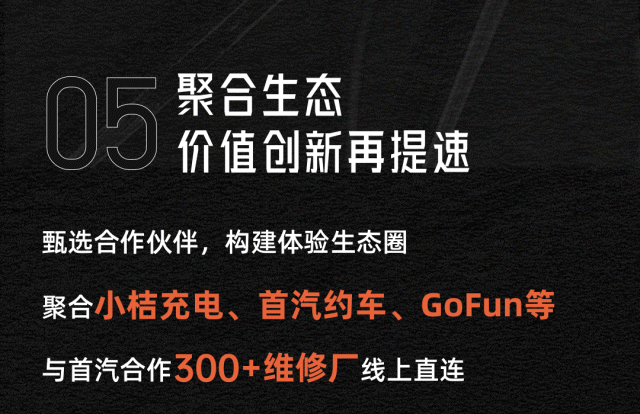 05
聚合生态
价值创新再提速
甄选合作伙伴，构建体验生态圈
聚合小桔充电、首汽约车、GoFun等
与首汽合作300+维修厂线上直连